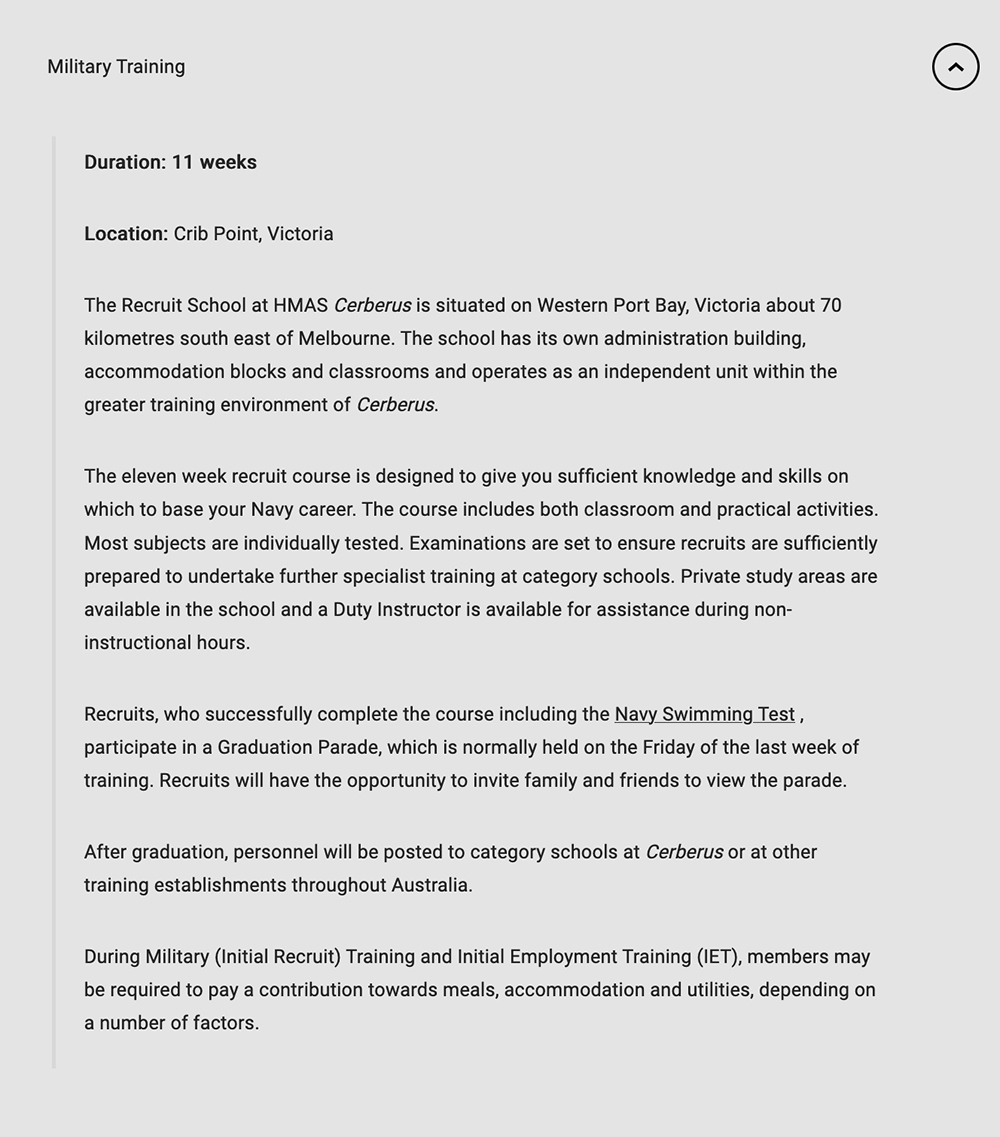 Military Training
Duration: 11 weeks
Location: Crib Point, Victoria
The Recruit School at HMAS Cerberus is situated on Western Port Bay, Victoria about 70
kilometres south east of Melbourne. The school has its own administration building,
accommodation blocks and classrooms and operates as an independent unit within the
greater training environment of Cerberus.
The eleven week recruit course is designed to give you sufficient knowledge and skills on
which to base your Navy career. The course includes both classroom and practical activities.
Most subjects are individually tested. Examinations are set to ensure recruits are sufficiently
prepared to undertake further specialist training at category schools. Private study areas are
available in the school and a Duty Instructor is available for assistance during non-
instructional hours.
Recruits, who successfully complete the course including the Navy Swimming Test ,
participate in a Graduation Parade, which is normally held on the Friday of the last week of
training. Recruits will have the opportunity to invite family and friends to view the parade.
After graduation, personnel will be posted to category schools at Cerberus or at other
training establishments throughout Australia.
During Military (Initial Recruit) Training and Initial Employment Training (IET), members may
be required to pay a contribution towards meals, accommodation and utilities, depending on
a number of factors.